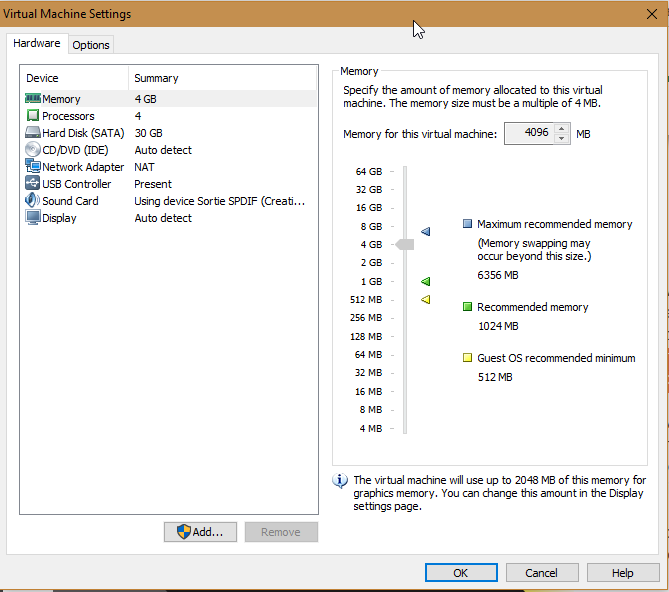 Virtual Machine Settings
Hardware
Options
Device
Summary
Memory
4 GB
Processors
4
Hard Disk (SATA)
30 GB
CD/DVD (IDE)
Auto detect
Network Adapter
NAT
USB Controller
Present
Sound Card
Using device Sortie SPDIF (Creati...
Display
Auto detect
Add...
Remove
Memory
Specify the amount of memory allocated to this virtual
machine. The memory size must be a multiple of 4 MB.
Memory for this virtual machine:
4096
MB
64 GB
32 GB
16 GB
8 GB
4 GB
2 GB
1 GB
512 MB
256 MB
128 MB
64 MB
32 MB
16 MB
8 MB
4 MB
Maximum recommended memory
(Memory swapping may
occur beyond this size.)
6356 MB
Recommended memory
1024 MB
Guest OS recommended minimum
512 MB
The virtual machine will use up to 2048 MB of this memory for
graphics memory. You can change this amount in the Display
settings page.
OK
Cancel
Help